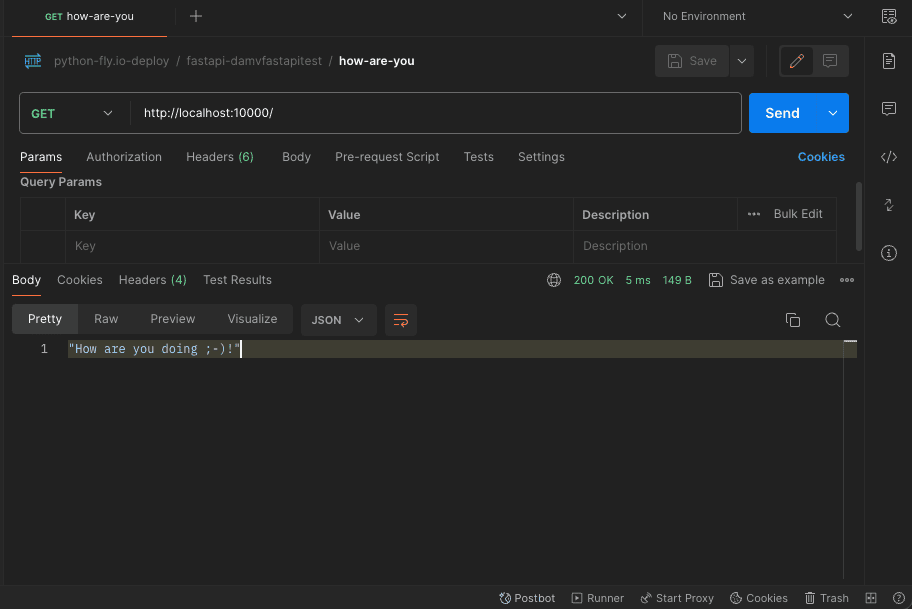 GET how-are-you
No Environment
HTTP python-fly.io-deploy / fastapi-damvfastapitest / how-are-you
Save
GET http://localhost:10000/ Send
Params Authorization Headers (6) Body Pre-request Script Tests Settings Cookies
Query Params
Key Value Description Bulk Edit
Key Value Description
Body Cookies Headers (4) Test Results 200 OK 5 ms 149 B Save as example
Pretty Raw Preview Visualize JSON
1 "How are you doing ;-)!"
Postbot Runner Start Proxy Cookies Trash